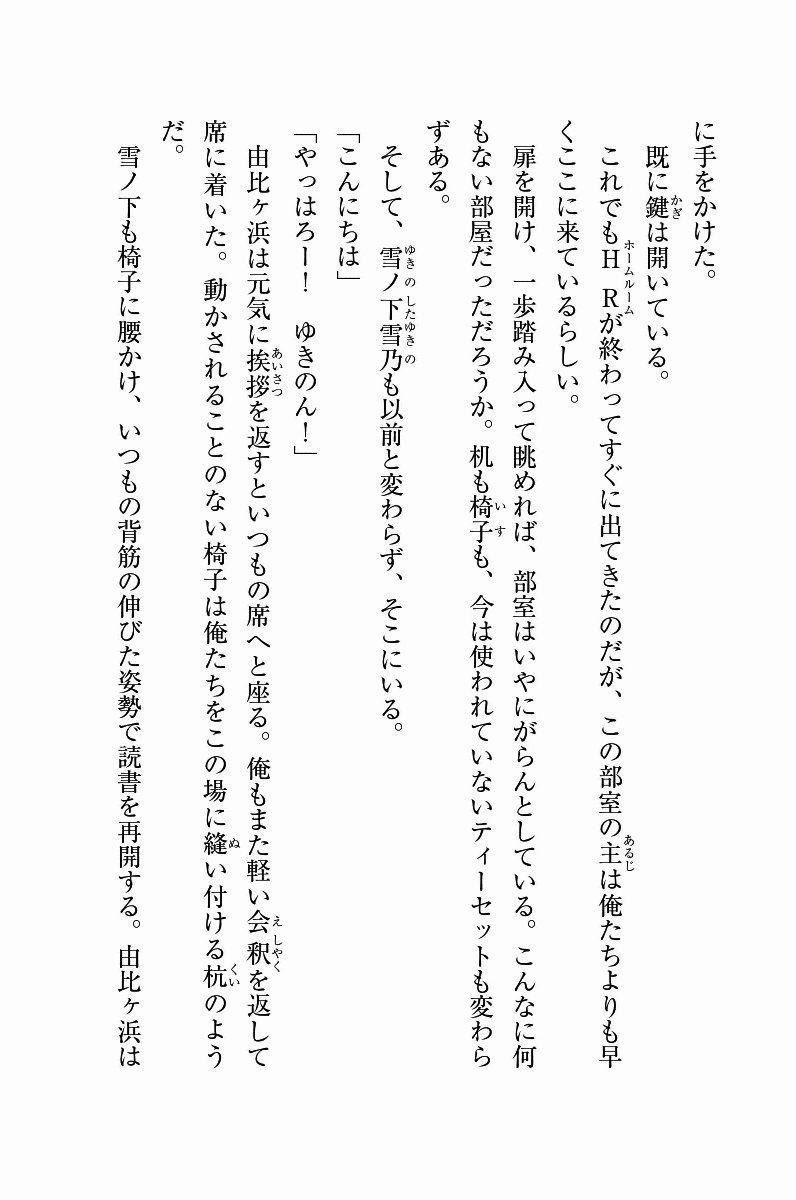 に手をかけた。
　既に鍵は開いている。
　これでもHRが終わってすぐに出てきたのだが、この部室の主は俺たちよりも早
くここに来ているらしい。
　扉を開け、一歩踏み入って眺めれば、部室はいやにがらんとしている。こんなに何
もない部屋だっただろうか。机も椅子も、今は使われていないティーセットも変わら
ずある。
　そして、雪ノ下雪乃も以前と変わらず、そこにいる。
「こんにちは」
「やっはろー！　ゆきのん！」
　由比ヶ浜は元気に挨拶を返すといつもの席へと座る。俺もまた軽い会釈を返して
席に着いた。動かされることのない椅子は俺たちをこの場に縫い付ける杭のよう
だ。
　雪ノ下も椅子に腰かけ、いつもの背筋の伸びた姿勢で読書を再開する。由比ヶ浜は